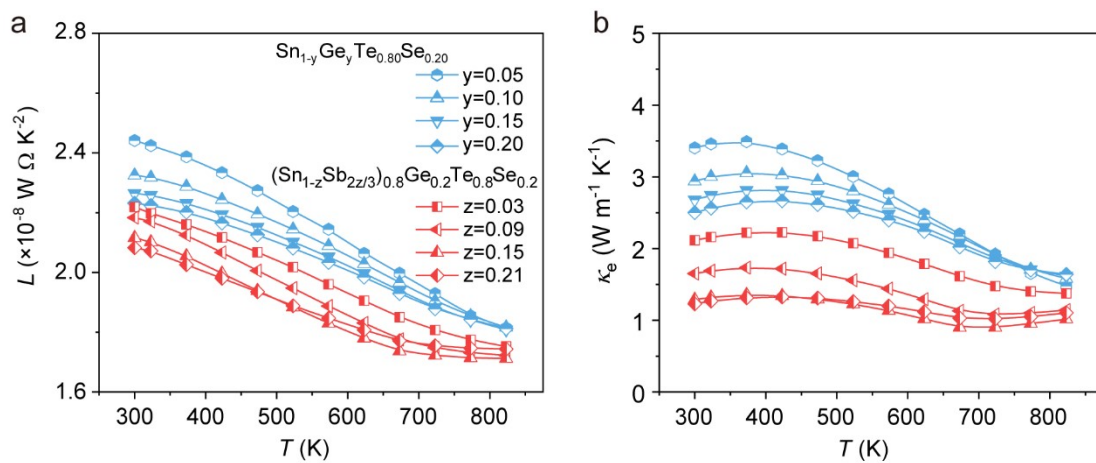 a
2.8
2.4
2.0
1.6
L (×10⁻⁸ W Ω K⁻²)
Sn₁₋yGeyTe₀.₈₀Se₀.₂₀
y=0.05
y=0.10
y=0.15
y=0.20
(Sn₁₋zSb₂z/₃)₀.₈Ge₀.₂Te₀.₈Se₀.₂
z=0.03
z=0.09
z=0.15
z=0.21
300 400 500 600 700 800
T (K)
b
5
4
3
2
1
0
κₑ (W m⁻¹ K⁻¹)
300 400 500 600 700 800
T (K)